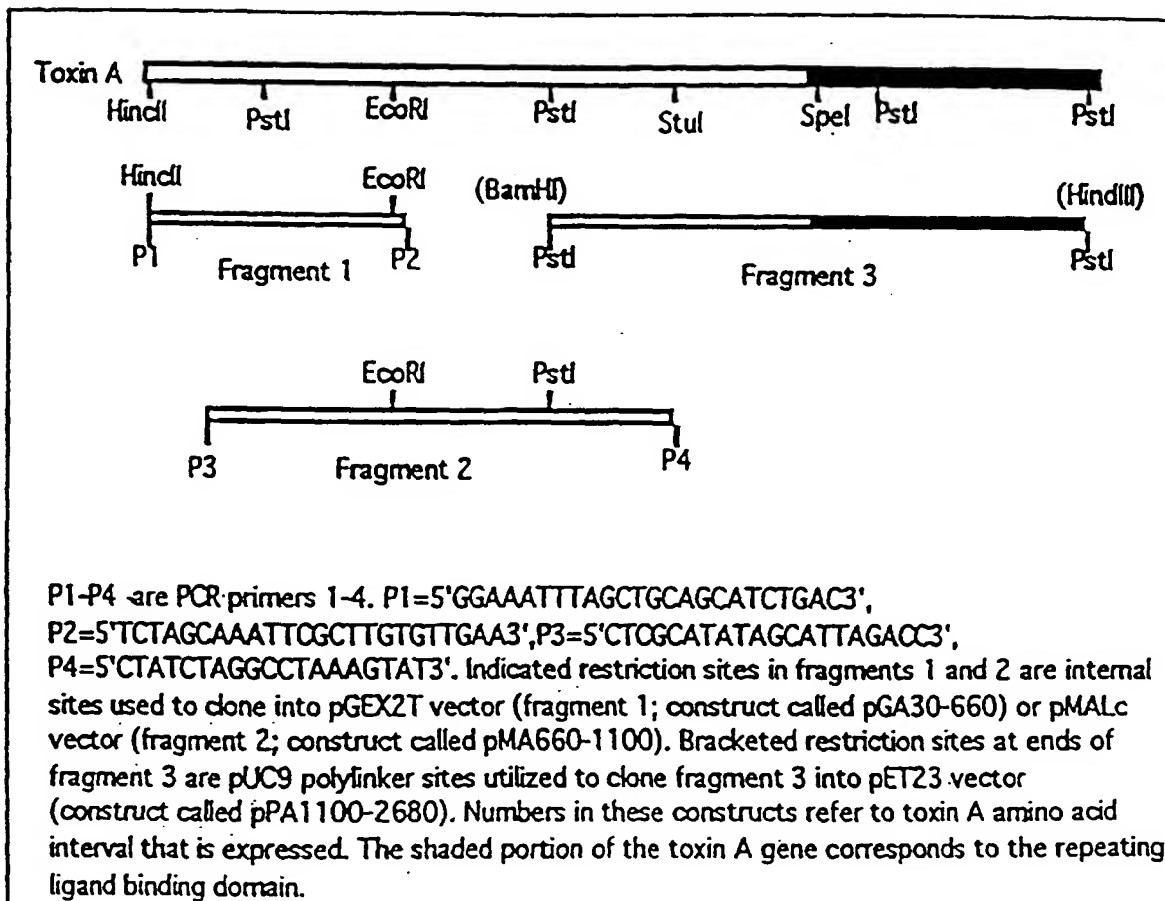 Toxin A
HincII PstI EcoRI PstI StuI SpeI PstI PstI
HincII EcoRI (BamHI) (HindIII)
P1 Fragment 1 P2 PstI Fragment 3 PstI
EcoRI PstI
P3 Fragment 2 P4
P1-P4 are PCR primers 1-4. P1=5'GGAAATTTAGCTGCAGCATCTGAC3',
P2=5'TCTAGCAAATTCGCTTGTGTTGAA3',P3=5'CTCGCATATAGCATTAGACC3',
P4=5'CTATCTAGGCCTAAAGTAT3'. Indicated restriction sites in fragments 1 and 2 are internal
sites used to clone into pGEX2T vector (fragment 1; construct called pGA30-660) or pMALc
vector (fragment 2; construct called pMA660-1100). Bracketed restriction sites at ends of
fragment 3 are pUC9 polylinker sites utilized to clone fragment 3 into pET23 vector
(construct called pPA1100-2680). Numbers in these constructs refer to toxin A amino acid
interval that is expressed. The shaded portion of the toxin A gene corresponds to the repeating
ligand binding domain.